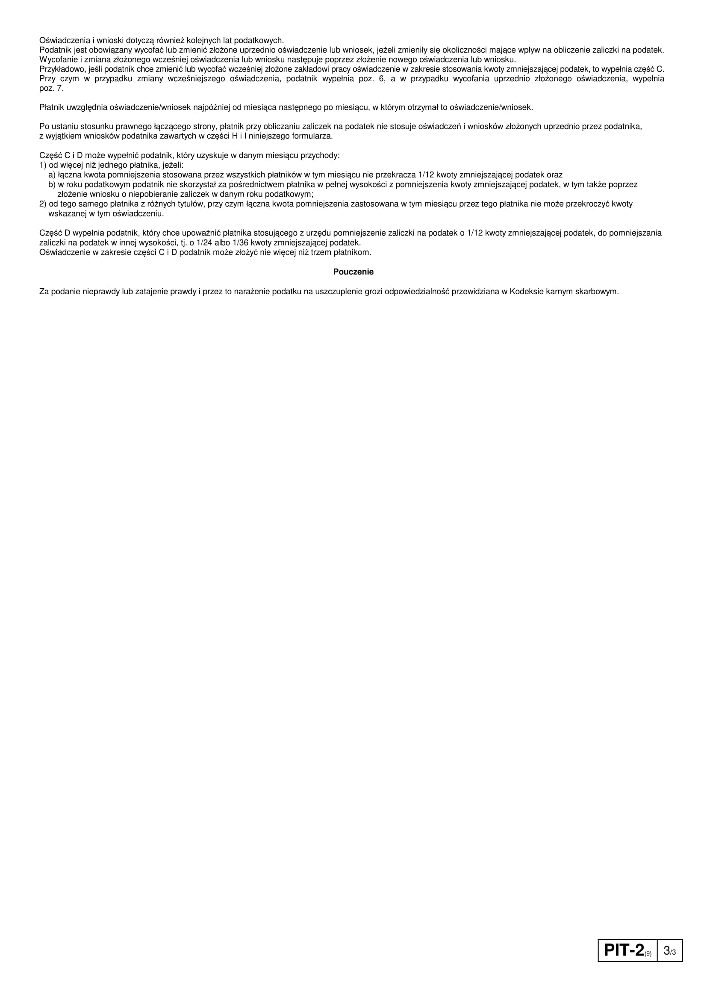 Oświadczenia i wnioski dotyczą również kolejnych lat podatkowych.
Podatnik jest obowiązany wycofać lub zmienić złożone uprzednio oświadczenie lub wniosek, jeżeli zmieniły się okoliczności mające wpływ na obliczenie zaliczki na podatek.
Wycofanie i zmiana złożonego wcześniej oświadczenia lub wniosku następuje poprzez złożenie nowego oświadczenia lub wniosku.
Przykładowo, jeśli podatnik chce zmienić lub wycofać wcześniej złożone zakładowi pracy oświadczenie w zakresie stosowania kwoty zmniejszającej podatek, to wypełnia część C.
Przy czym w przypadku zmiany wcześniejszego oświadczenia, podatnik wypełnia poz. 6, a w przypadku wycofania uprzednio złożonego oświadczenia, wypełnia
poz. 7.
Płatnik uwzględnia oświadczenie/wniosek najpóźniej od miesiąca następnego po miesiącu, w którym otrzymał to oświadczenie/wniosek.
Po ustaniu stosunku prawnego łączącego strony, płatnik przy obliczaniu zaliczek na podatek nie stosuje oświadczeń i wniosków złożonych uprzednio przez podatnika,
z wyjątkiem wniosków podatnika zawartych w części H i I niniejszego formularza.
Część C i D może wypełnić podatnik, który uzyskuje w danym miesiącu przychody:
1) od więcej niż jednego płatnika, jeżeli:
a) łączna kwota pomniejszenia stosowana przez wszystkich płatników w tym miesiącu nie przekracza 1/12 kwoty zmniejszającej podatek oraz
b) w roku podatkowym podatnik nie skorzystał za pośrednictwem płatnika w pełnej wysokości z pomniejszenia kwoty zmniejszającej podatek, w tym także poprzez
złożenie wniosku o niepobieranie zaliczek w danym roku podatkowym;
2) od tego samego płatnika z różnych tytułów, przy czym łączna kwota pomniejszenia zastosowana w tym miesiącu przez tego płatnika nie może przekroczyć kwoty
wskazanej w tym oświadczeniu.
Część D wypełnia podatnik, który chce upoważnić płatnika stosującego z urzędu pomniejszenie zaliczki na podatek o 1/12 kwoty zmniejszającej podatek, do pomniejszania
zaliczki na podatek w innej wysokości, tj. o 1/24 albo 1/36 kwoty zmniejszającej podatek.
Oświadczenie w zakresie części C i D podatnik może złożyć nie więcej niż trzem płatnikom.
Pouczenie
Za podanie nieprawdy lub zatajenie prawdy i przez to narażenie podatku na uszczuplenie grozi odpowiedzialność przewidziana w Kodeksie karnym skarbowym.
PIT-2(9) 3/3